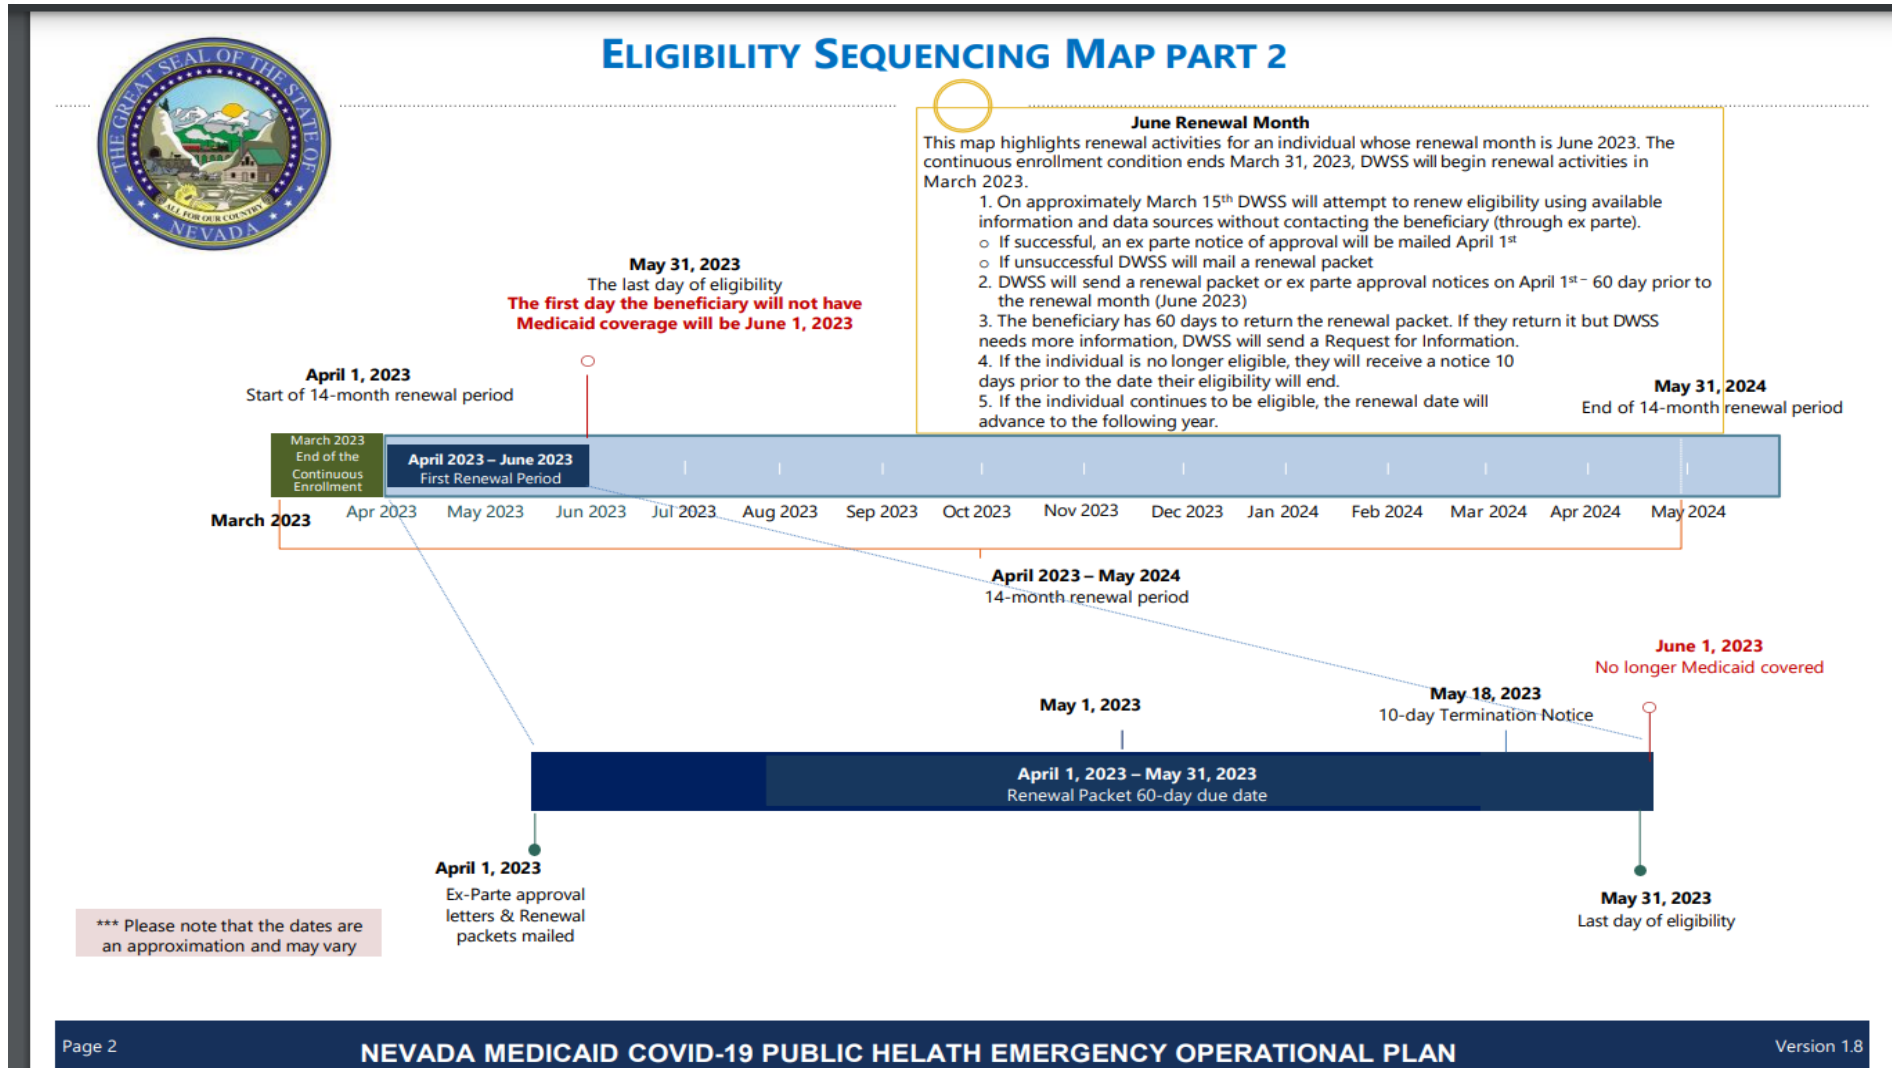 ELIGIBILITY SEQUENCING MAP PART 2
THE GREAT SEAL OF THE STATE OF
NEVADA
ALL FOR OUR COUNTRY
June Renewal Month
This map highlights renewal activities for an individual whose renewal month is June 2023. The
continuous enrollment condition ends March 31, 2023, DWSS will begin renewal activities in
March 2023.
1. On approximately March 15th DWSS will attempt to renew eligibility using available
information and data sources without contacting the beneficiary (through ex parte).
o If successful, an ex parte notice of approval will be mailed April 1st
o If unsuccessful DWSS will mail a renewal packet
2. DWSS will send a renewal packet or ex parte approval notices on April 1st – 60 day prior to
the renewal month (June 2023)
3. The beneficiary has 60 days to return the renewal packet. If they return it but DWSS
needs more information, DWSS will send a Request for Information.
4. If the individual is no longer eligible, they will receive a notice 10
days prior to the date their eligibility will end.
5. If the individual continues to be eligible, the renewal date will
advance to the following year.
May 31, 2023
The last day of eligibility
The first day the beneficiary will not have
Medicaid coverage will be June 1, 2023
April 1, 2023
Start of 14-month renewal period
May 31, 2024
End of 14-month renewal period
March 2023
End of the
Continuous
Enrollment
April 2023 – June 2023
First Renewal Period
March 2023
Apr 2023
May 2023
Jun 2023
Jul 2023
Aug 2023
Sep 2023
Oct 2023
Nov 2023
Dec 2023
Jan 2024
Feb 2024
Mar 2024
Apr 2024
May 2024
April 2023 – May 2024
14-month renewal period
June 1, 2023
No longer Medicaid covered
May 1, 2023
May 18, 2023
10-day Termination Notice
April 1, 2023 – May 31, 2023
Renewal Packet 60-day due date
April 1, 2023
Ex-Parte approval
letters & Renewal
packets mailed
May 31, 2023
Last day of eligibility
*** Please note that the dates are
an approximation and may vary
Page 2
NEVADA MEDICAID COVID-19 PUBLIC HELATH EMERGENCY OPERATIONAL PLAN
Version 1.8